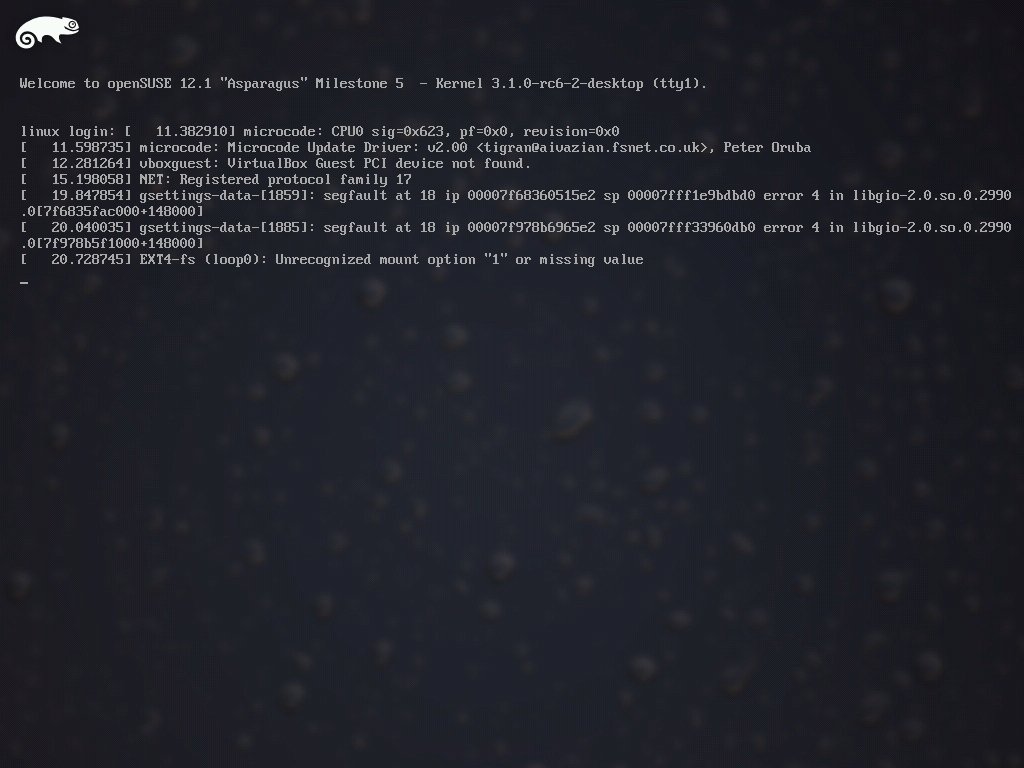 Welcome to openSUSE 12.1 "Asparagus" Milestone 5  - Kernel 3.1.0-rc6-2-desktop (tty1).
linux login: [   11.382910] microcode: CPU0 sig=0x623, pf=0x0, revision=0x0
[   11.598735] microcode: Microcode Update Driver: v2.00 <tigran@aivazian.fsnet.co.uk>, Peter Oruba
[   12.281264] vboxguest: VirtualBox Guest PCI device not found.
[   15.198058] NET: Registered protocol family 17
[   19.847854] gsettings-data-[1859]: segfault at 18 ip 00007f68360515e2 sp 00007fff1e9bdbd0 error 4 in libgio-2.0.so.0.2990
.0[7f6835fac000+148000]
[   20.040035] gsettings-data-[1885]: segfault at 18 ip 00007f978b6965e2 sp 00007fff33960db0 error 4 in libgio-2.0.so.0.2990
.0[7f978b5f1000+148000]
[   20.728745] EXT4-fs (loop0): Unrecognized mount option "1" or missing value
_